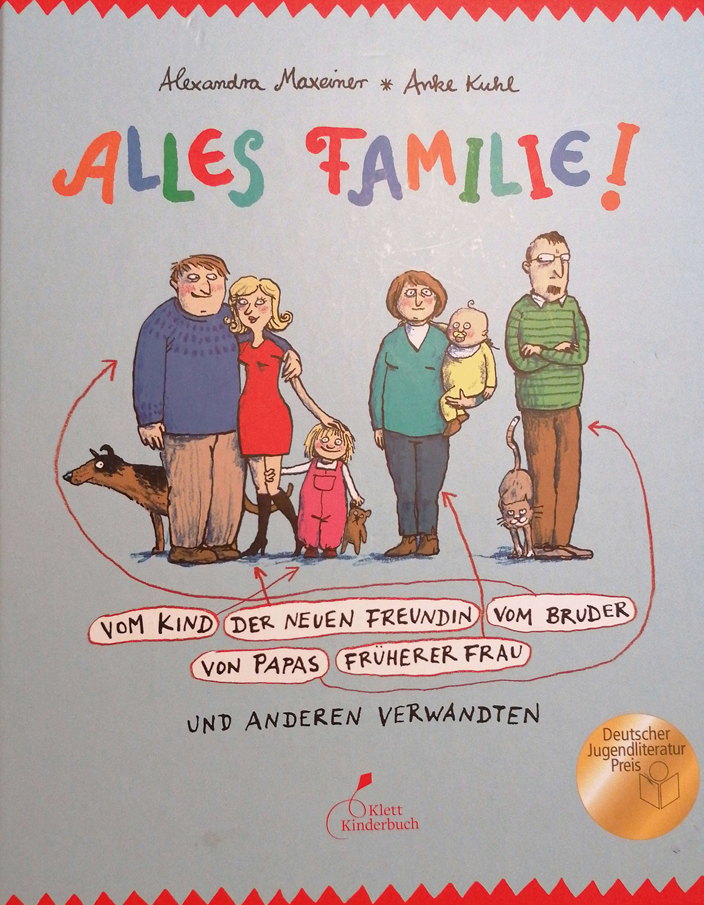 Alexandra Maxeiner * Anke Kuhl
ALLES FAMILIE!
VOM KIND DER NEUEN FREUNDIN VOM BRUDER
VON PAPAS FRÜHERER FRAU
UND ANDEREN VERWANDTEN
Deutscher
Jugendliteratur
Preis
Klett
Kinderbuch